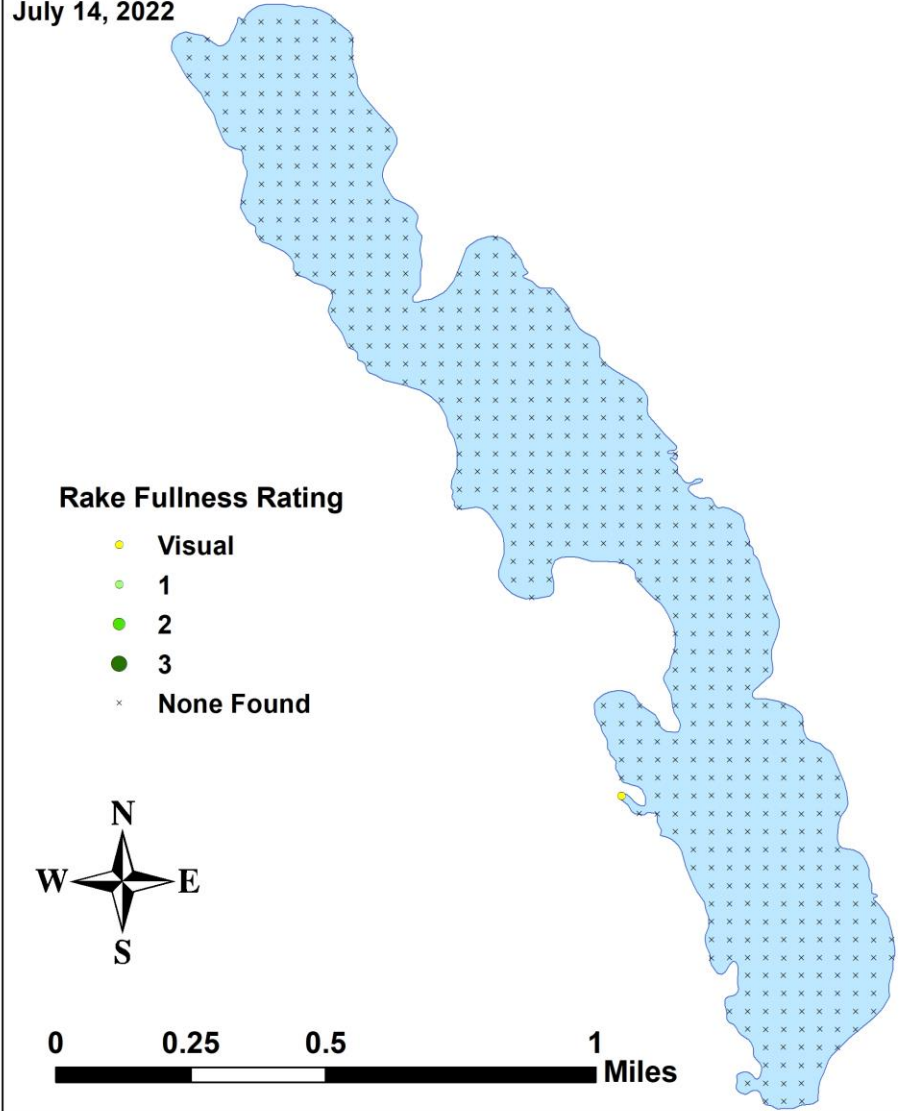 July 14, 2022
Rake Fullness Rating
Visual
1
2
3
None Found
N
W E
S
0 0.25 0.5 1
Miles